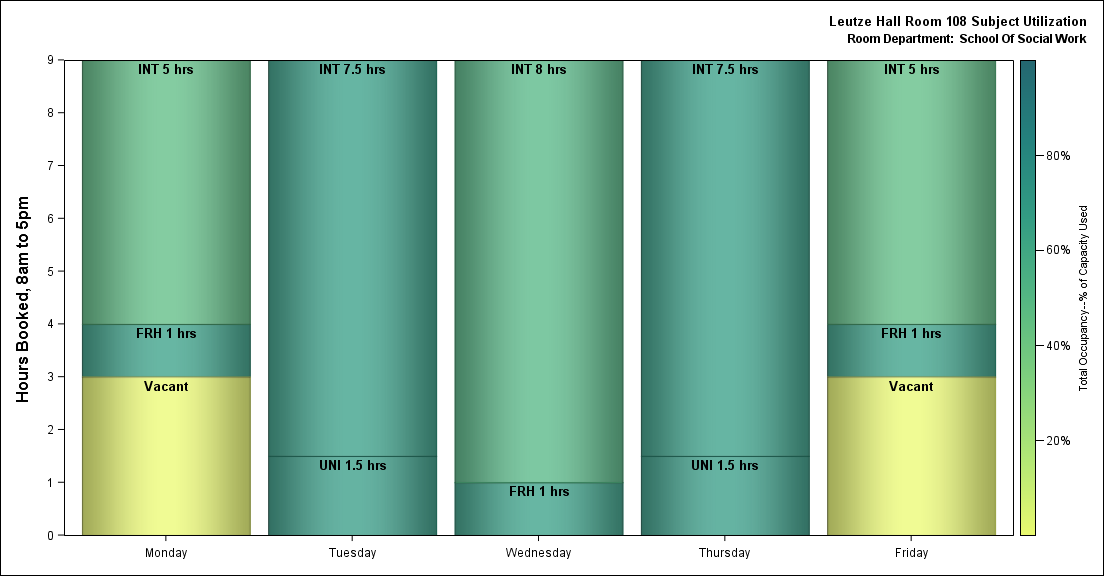 Leutze Hall Room 108 Subject Utilization
Room Department: School Of Social Work
Hours Booked, 8am to 5pm
9
8
7
6
5
4
3
2
1
0
INT 5 hrs
FRH 1 hrs
Vacant
INT 7.5 hrs
UNI 1.5 hrs
INT 8 hrs
FRH 1 hrs
INT 7.5 hrs
UNI 1.5 hrs
INT 5 hrs
FRH 1 hrs
Vacant
Monday
Tuesday
Wednesday
Thursday
Friday
80%
60%
40%
20%
Total Occupancy--% of Capacity Used